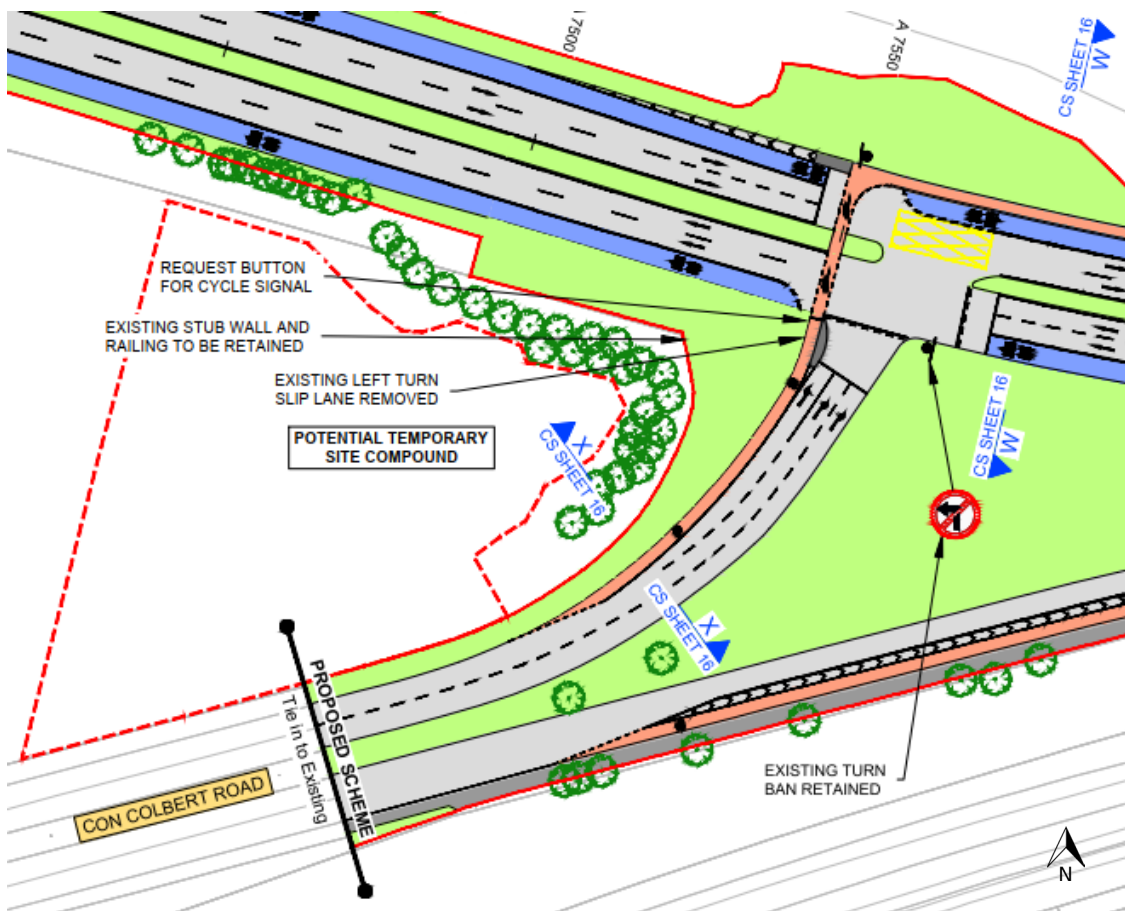 A 7500
A 7550
CS SHEET 16
W
REQUEST BUTTON
FOR CYCLE SIGNAL
EXISTING STUB WALL AND
RAILING TO BE RETAINED
EXISTING LEFT TURN
SLIP LANE REMOVED
POTENTIAL TEMPORARY
SITE COMPOUND
X
CS SHEET 16
CS SHEET 16
W
X
CS SHEET 16
PROPOSED SCHEME
Tie in to Existing
CON COLBERT ROAD
EXISTING TURN
BAN RETAINED
N